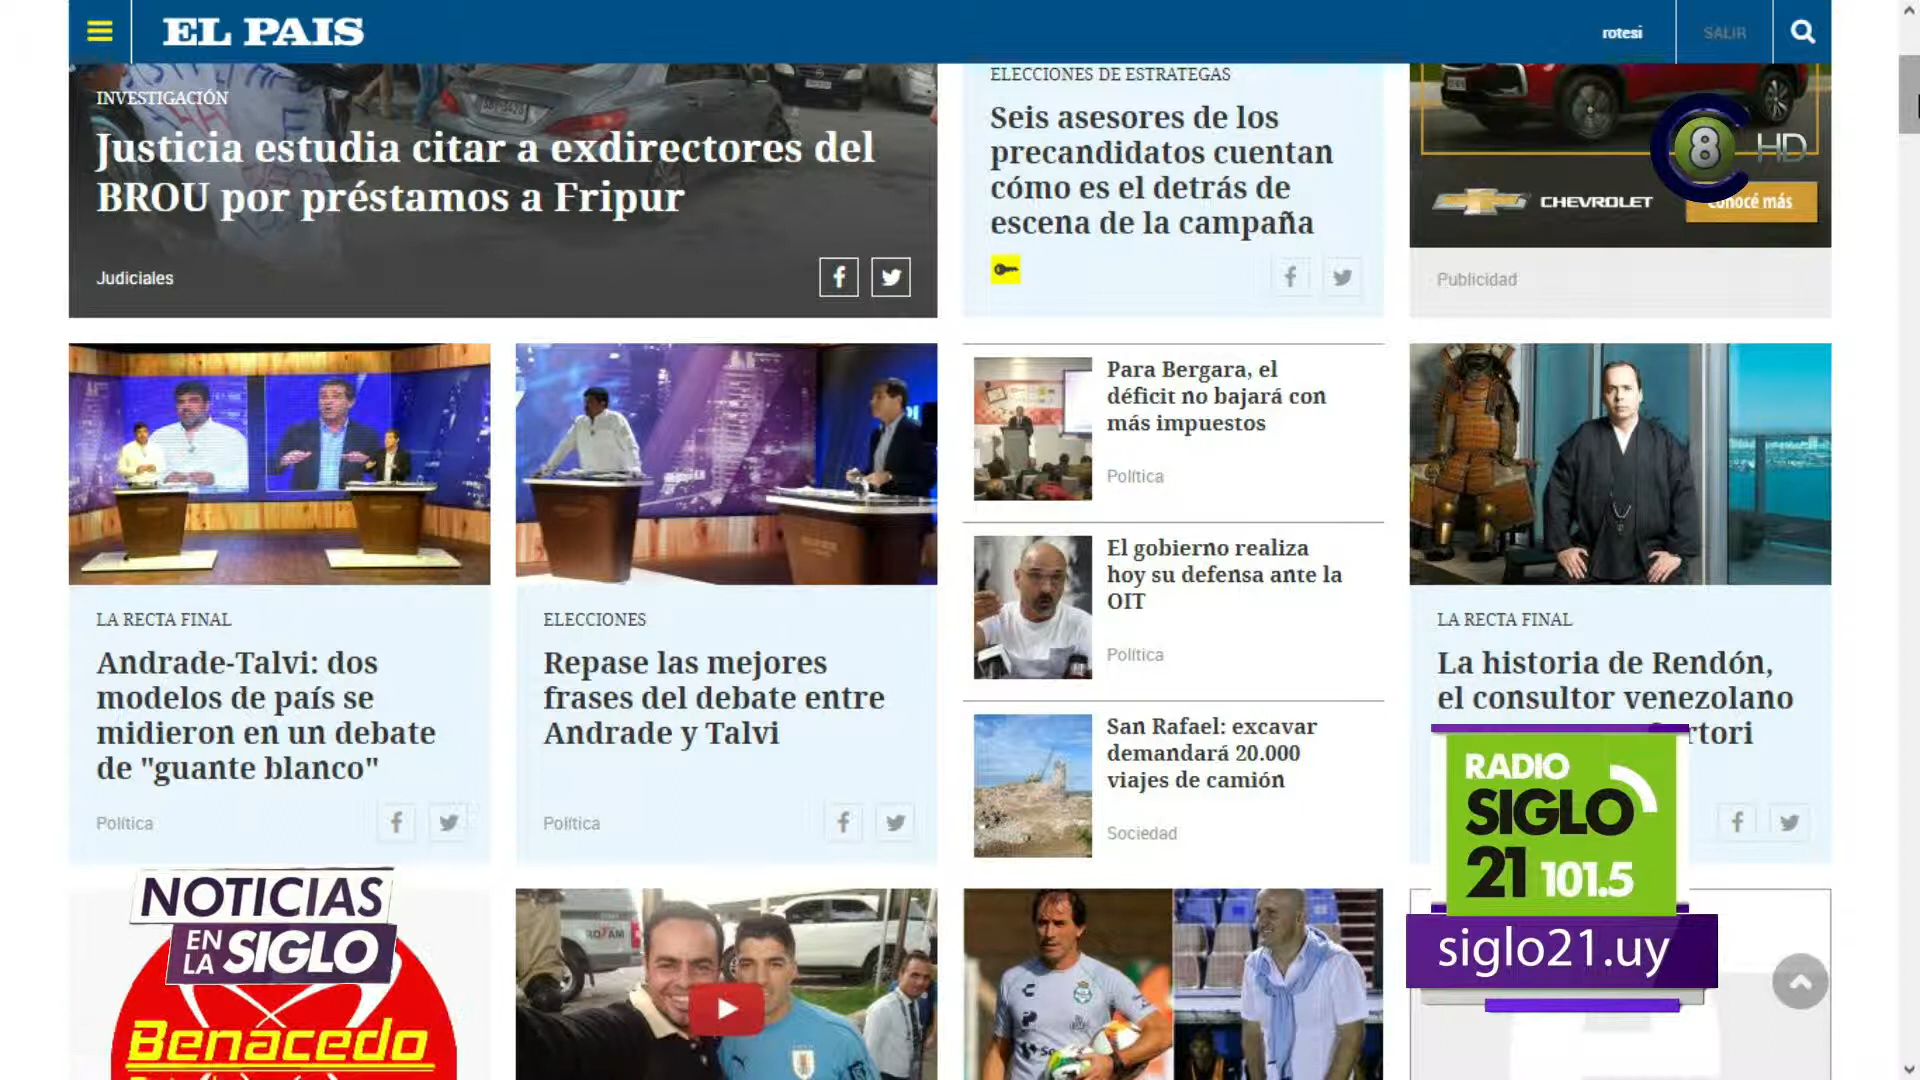 EL PAIS
rotesi
SALIR
INVESTIGACIÓN
Justicia estudia citar a exdirectores del
BROU por préstamos a Fripur
Judiciales
ELECCIONES DE ESTRATEGAS
Seis asesores de los
precandidatos cuentan
cómo es el detrás de
escena de la campaña
8 HD
CHEVROLET
onocé más
Publicidad
LA RECTA FINAL
Andrade-Talvi: dos
modelos de país se
midieron en un debate
de "guante blanco"
Política
ELECCIONES
Repase las mejores
frases del debate entre
Andrade y Talvi
Política
Para Bergara, el
déficit no bajará con
más impuestos
Política
El gobierno realiza
hoy su defensa ante la
OIT
Política
San Rafael: excavar
demandará 20.000
viajes de camión
Sociedad
LA RECTA FINAL
La historia de Rendón,
el consultor venezolano
rtori
RADIO
SIGLO
21 101.5
siglo21.uy
NOTICIAS
EN LA SIGLO
Benacedo